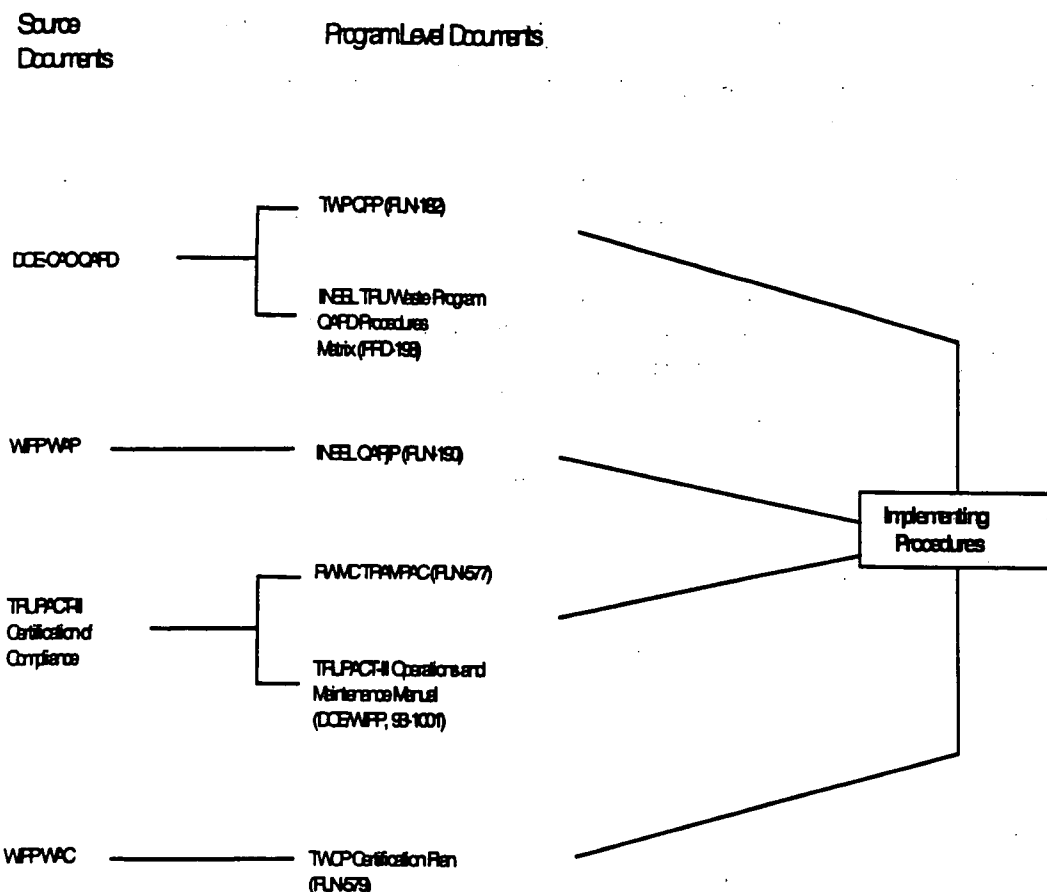 Source
Documents
Program Level Documents
DOE-CAO QAPD
TWPQPP (PLN-182)
INEEL TRU Waste Program
QAPD Procedures
Matrix (PRD-193)
WIPP WAP
INEEL QAPjP (PLN-190)
Implementing
Procedures
TRUPACT-II
Certification of
Compliance
RWMC TRAMPAC (PLN-577)
TRUPACT-II Operations and
Maintenance Manual
(DOE/WIPP, 93-1001)
WIPP WAC
TWCP Certification Plan
(PLN-579)